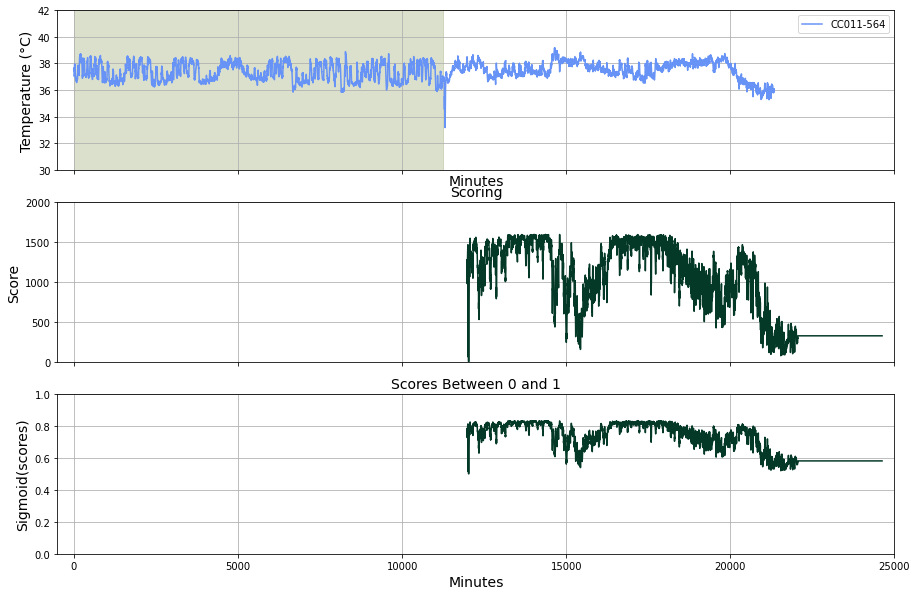 42
40
38
36
34
32
30
Temperature (°C)
CC011-564
Minutes
Scoring
2000
1500
1000
500
0
Score
Scores Between 0 and 1
1.0
0.8
0.6
0.4
0.2
0.0
Sigmoid(scores)
0 5000 10000 15000 20000 25000
Minutes